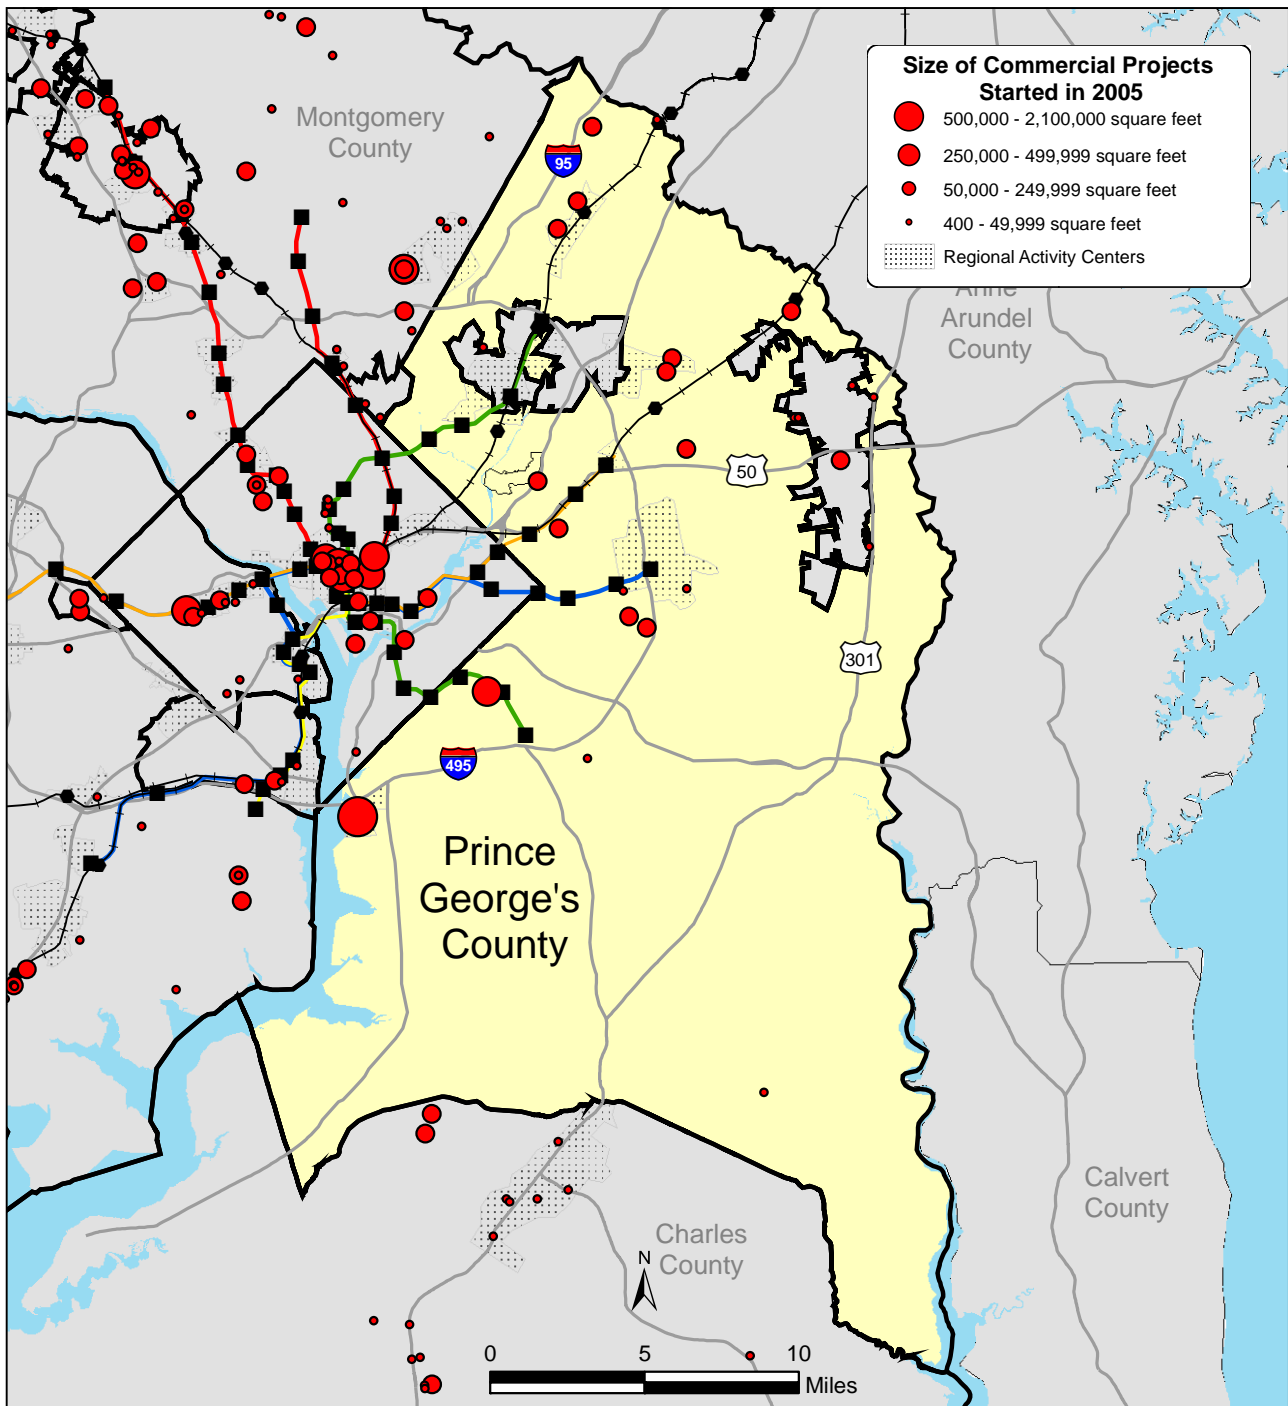 Size of Commercial Projects
Started in 2005
500,000 - 2,100,000 square feet
250,000 - 499,999 square feet
50,000 - 249,999 square feet
400 - 49,999 square feet
Regional Activity Centers
Montgomery
County
95
Anne
Arundel
County
50
301
495
Prince
George's
County
Calvert
County
Charles
County
N
0 5 10
Miles